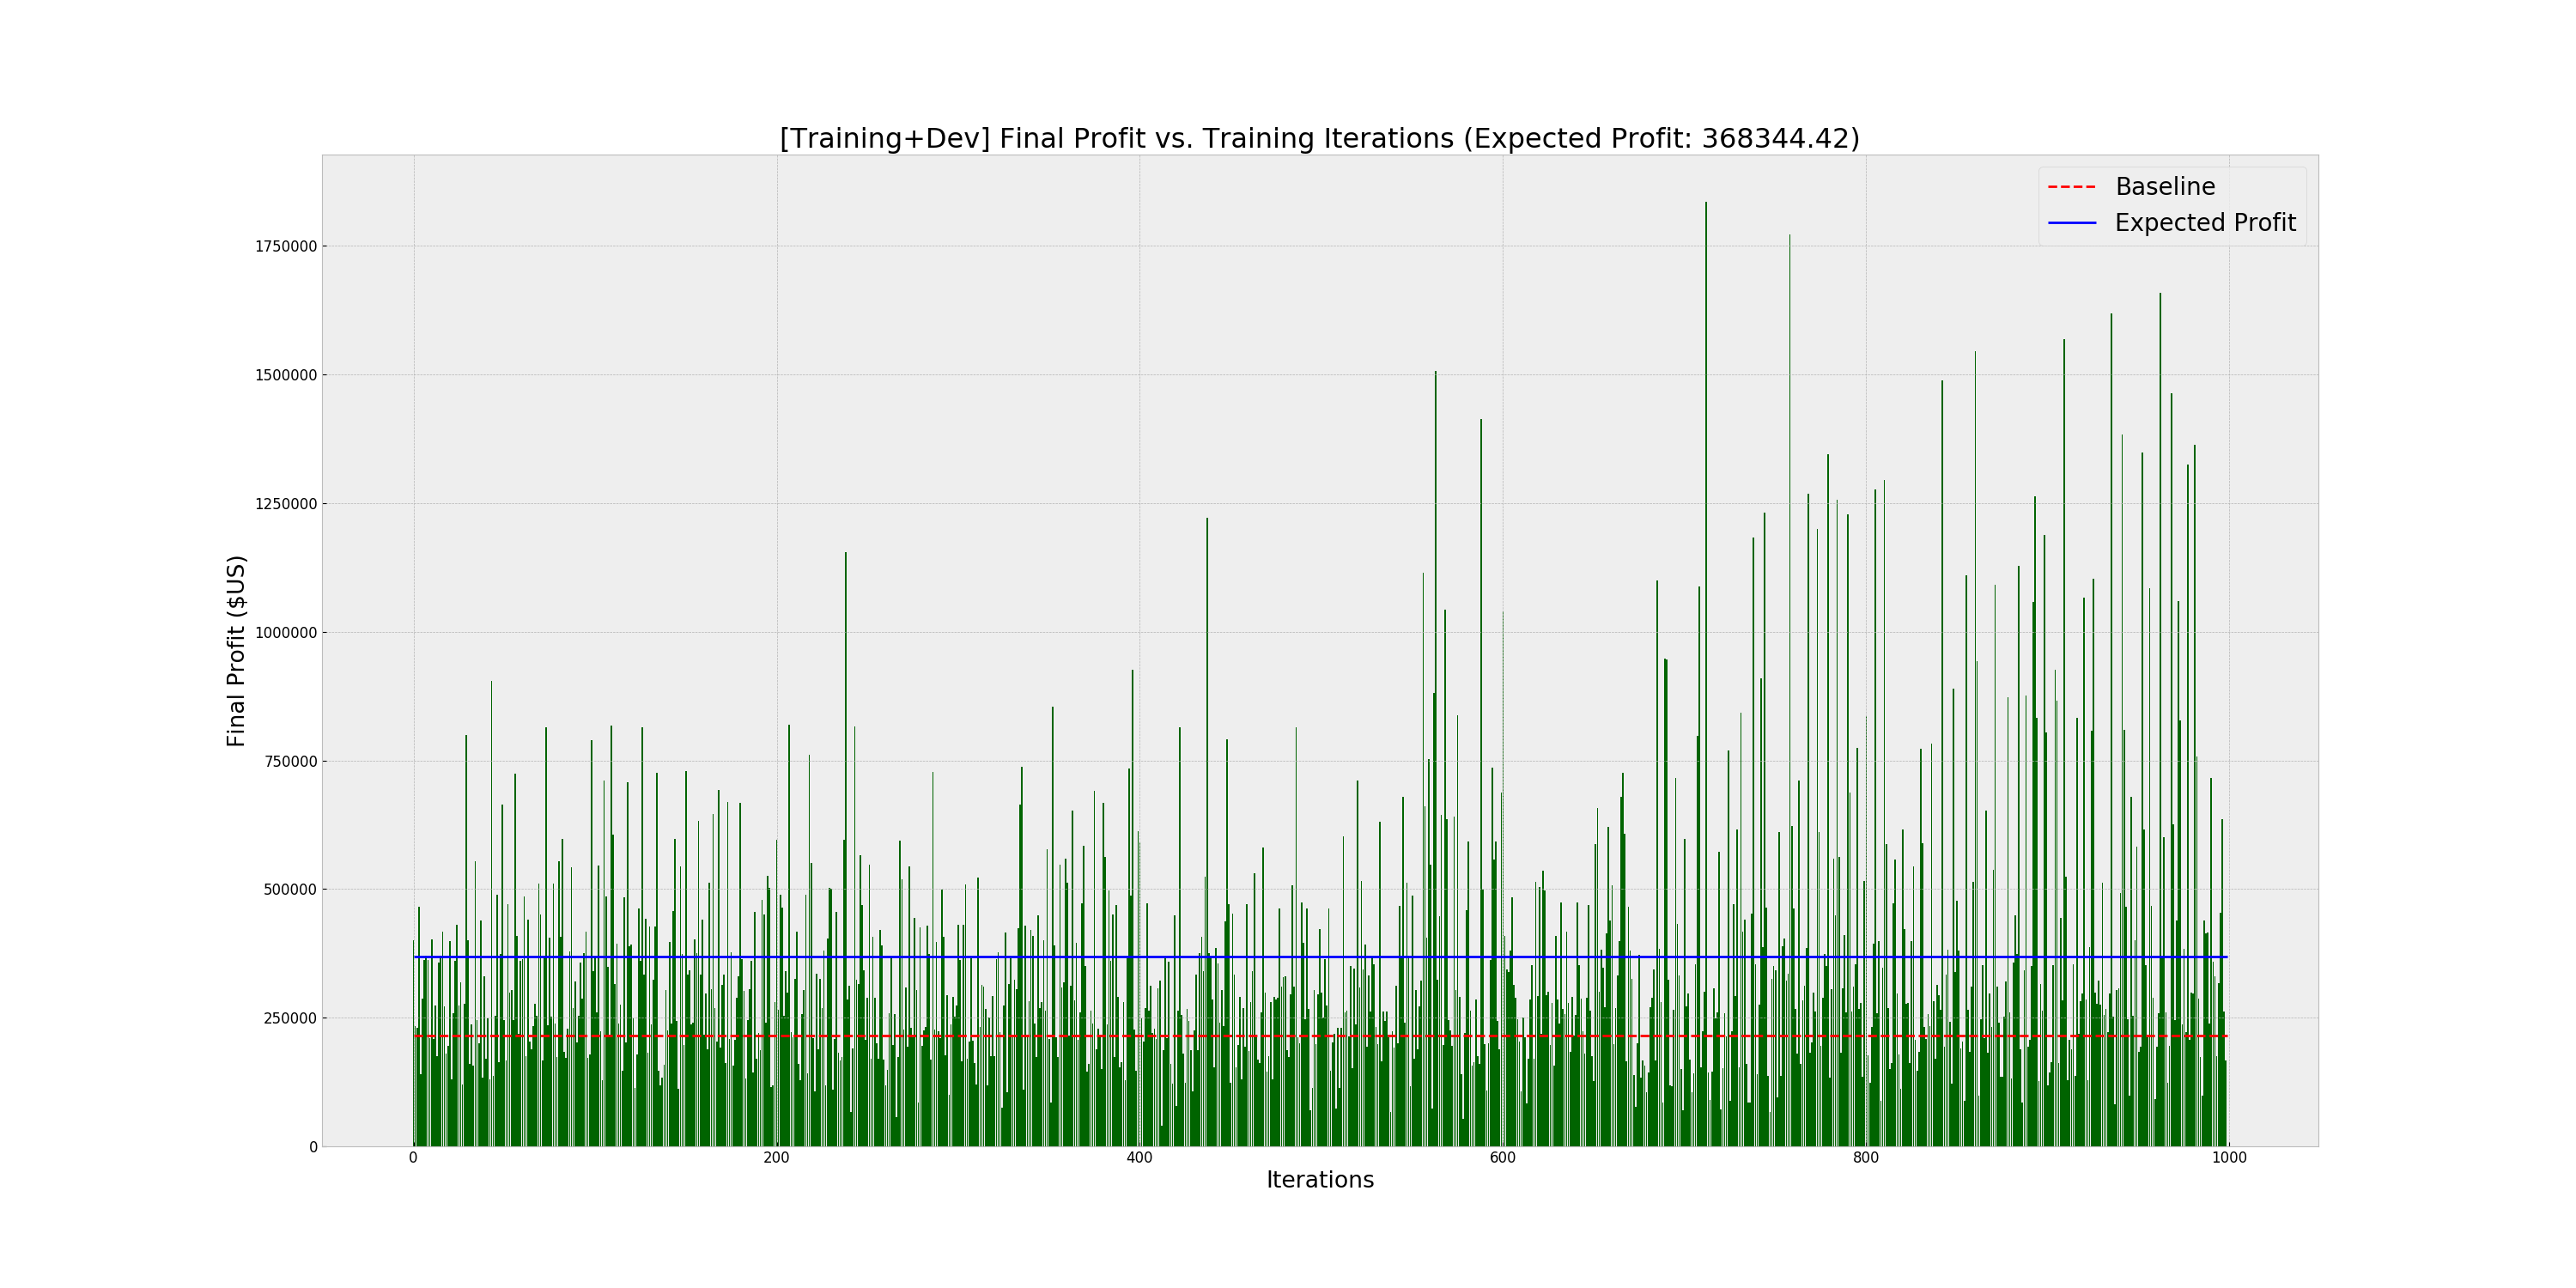 [Training+Dev] Final Profit vs. Training Iterations (Expected Profit: 368344.42)
Baseline
Expected Profit
1750000
1500000
1250000
1000000
750000
500000
250000
0
Final Profit ($US)
0 200 400 600 800 1000
Iterations